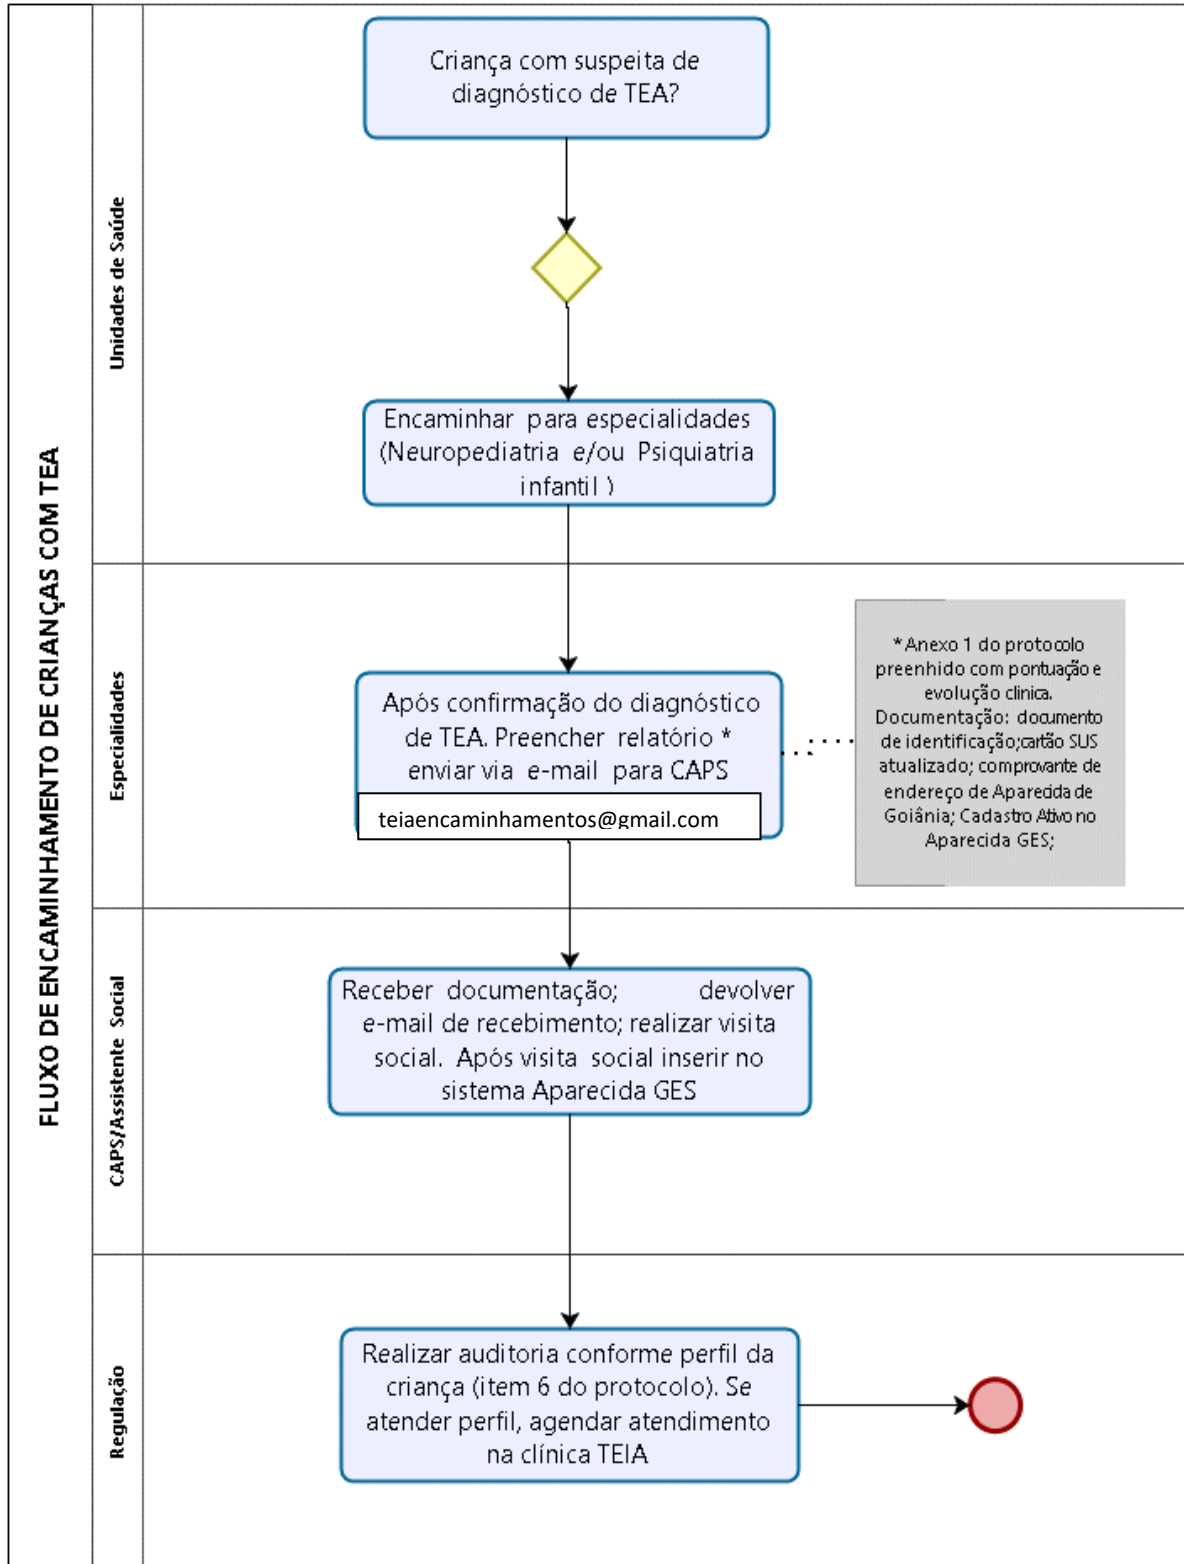 FLUXO DE ENCAMINHAMENTO DE CRIANÇAS COM TEA
Unidades de Saúde
Criança com suspeita de
diagnóstico de TEA?
Encaminhar para especialidades
(Neuropediatria e/ou Psiquiatria
infantil )
Especialidades
Após confirmação do diagnóstico
de TEA. Preencher relatório *
enviar via e-mail para CAPS
teiaencaminhamentos@gmail.com
* Anexo 1 do protocolo
preenhido com pontuação e
evolução clinica.
Documentação: documento
de identificação;cartão SUS
atualizado; comprovante de
endereço de Aparecida de
Goiânia; Cadastro Ativo no
Aparecida GES;
CAPS/Assistente Social
Receber documentação; devolver
e-mail de recebimento; realizar visita
social. Após visita social inserir no
sistema Aparecida GES
Regulação
Realizar auditoria conforme perfil da
criança (item 6 do protocolo). Se
atender perfil, agendar atendimento
na clínica TEIA